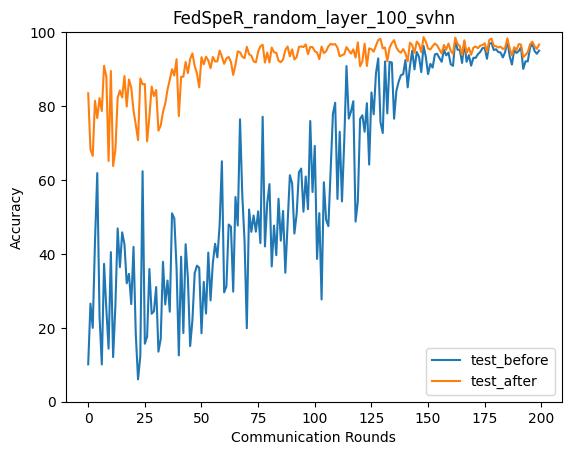 FedSpeR_random_layer_100_svhn
100
80
60
40
20
0
Accuracy
0 25 50 75 100 125 150 175 200
Communication Rounds
test_before
test_after